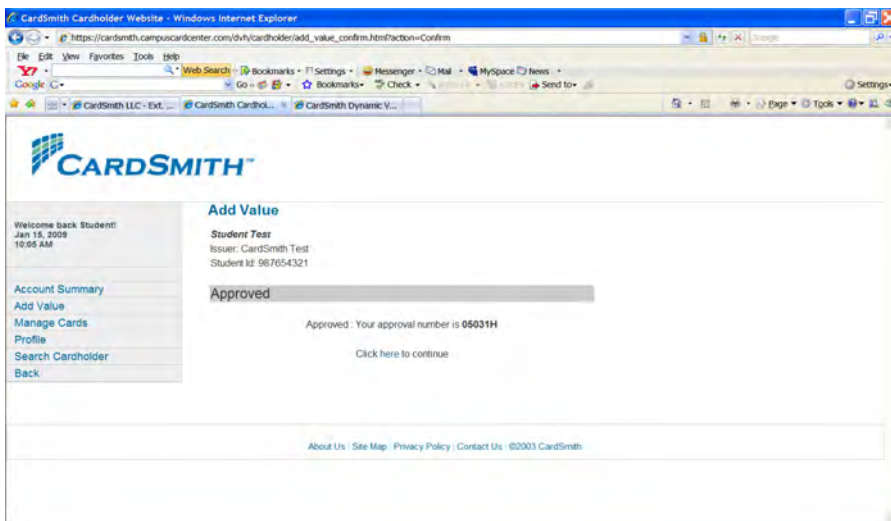 CardSmith Cardholder Website - Windows Internet Explorer
https://cardsmith.campuscardcenter.com/dvh/cardholder/add_value_confirm.html?action=Confirm
File Edit View Favorites Tools Help
Web Search Bookmarks Settings Messenger Mail MySpace News
Google Go Bookmarks Check Send to Settings
CardSmith LLC - Ext. ... CardSmith Cardhol... CardSmith Dynamic V... Page Tools
CARDSMITH
Add Value
Welcome back Student!
Jan 15, 2009
10:05 AM
Student Test
Issuer: CardSmith Test
Student Id: 987654321
Account Summary
Add Value
Manage Cards
Profile
Search Cardholder
Back
Approved
Approved : Your approval number is 05031H
Click here to continue
About Us | Site Map | Privacy Policy | Contact Us | ©2003 CardSmith